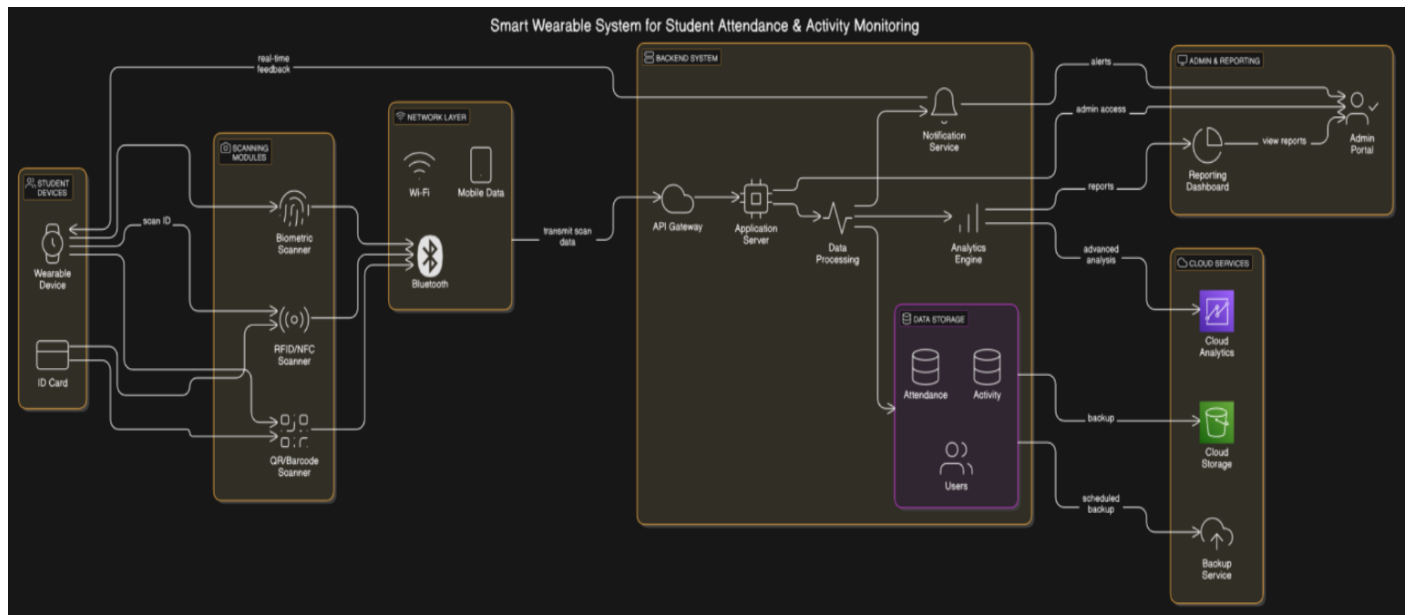 Smart Wearable System for Student Attendance & Activity Monitoring
real-time
feedback
STUDENT
DEVICES
Wearable
Device
ID Card
scan ID
SCANNING
MODULES
Biometric
Scanner
RFID/NFC
Scanner
QR/Barcode
Scanner
NETWORK LAYER
Wi-Fi
Mobile Data
Bluetooth
transmit scan
data
BACKEND SYSTEM
Notification
Service
API Gateway
Application
Server
Data
Processing
Analytics
Engine
DATA STORAGE
Attendance
Activity
Users
alerts
admin access
reports
advanced
analysis
backup
scheduled
backup
ADMIN & REPORTING
Reporting
Dashboard
view reports
Admin
Portal
CLOUD SERVICES
Cloud
Analytics
Cloud
Storage
Backup
Service